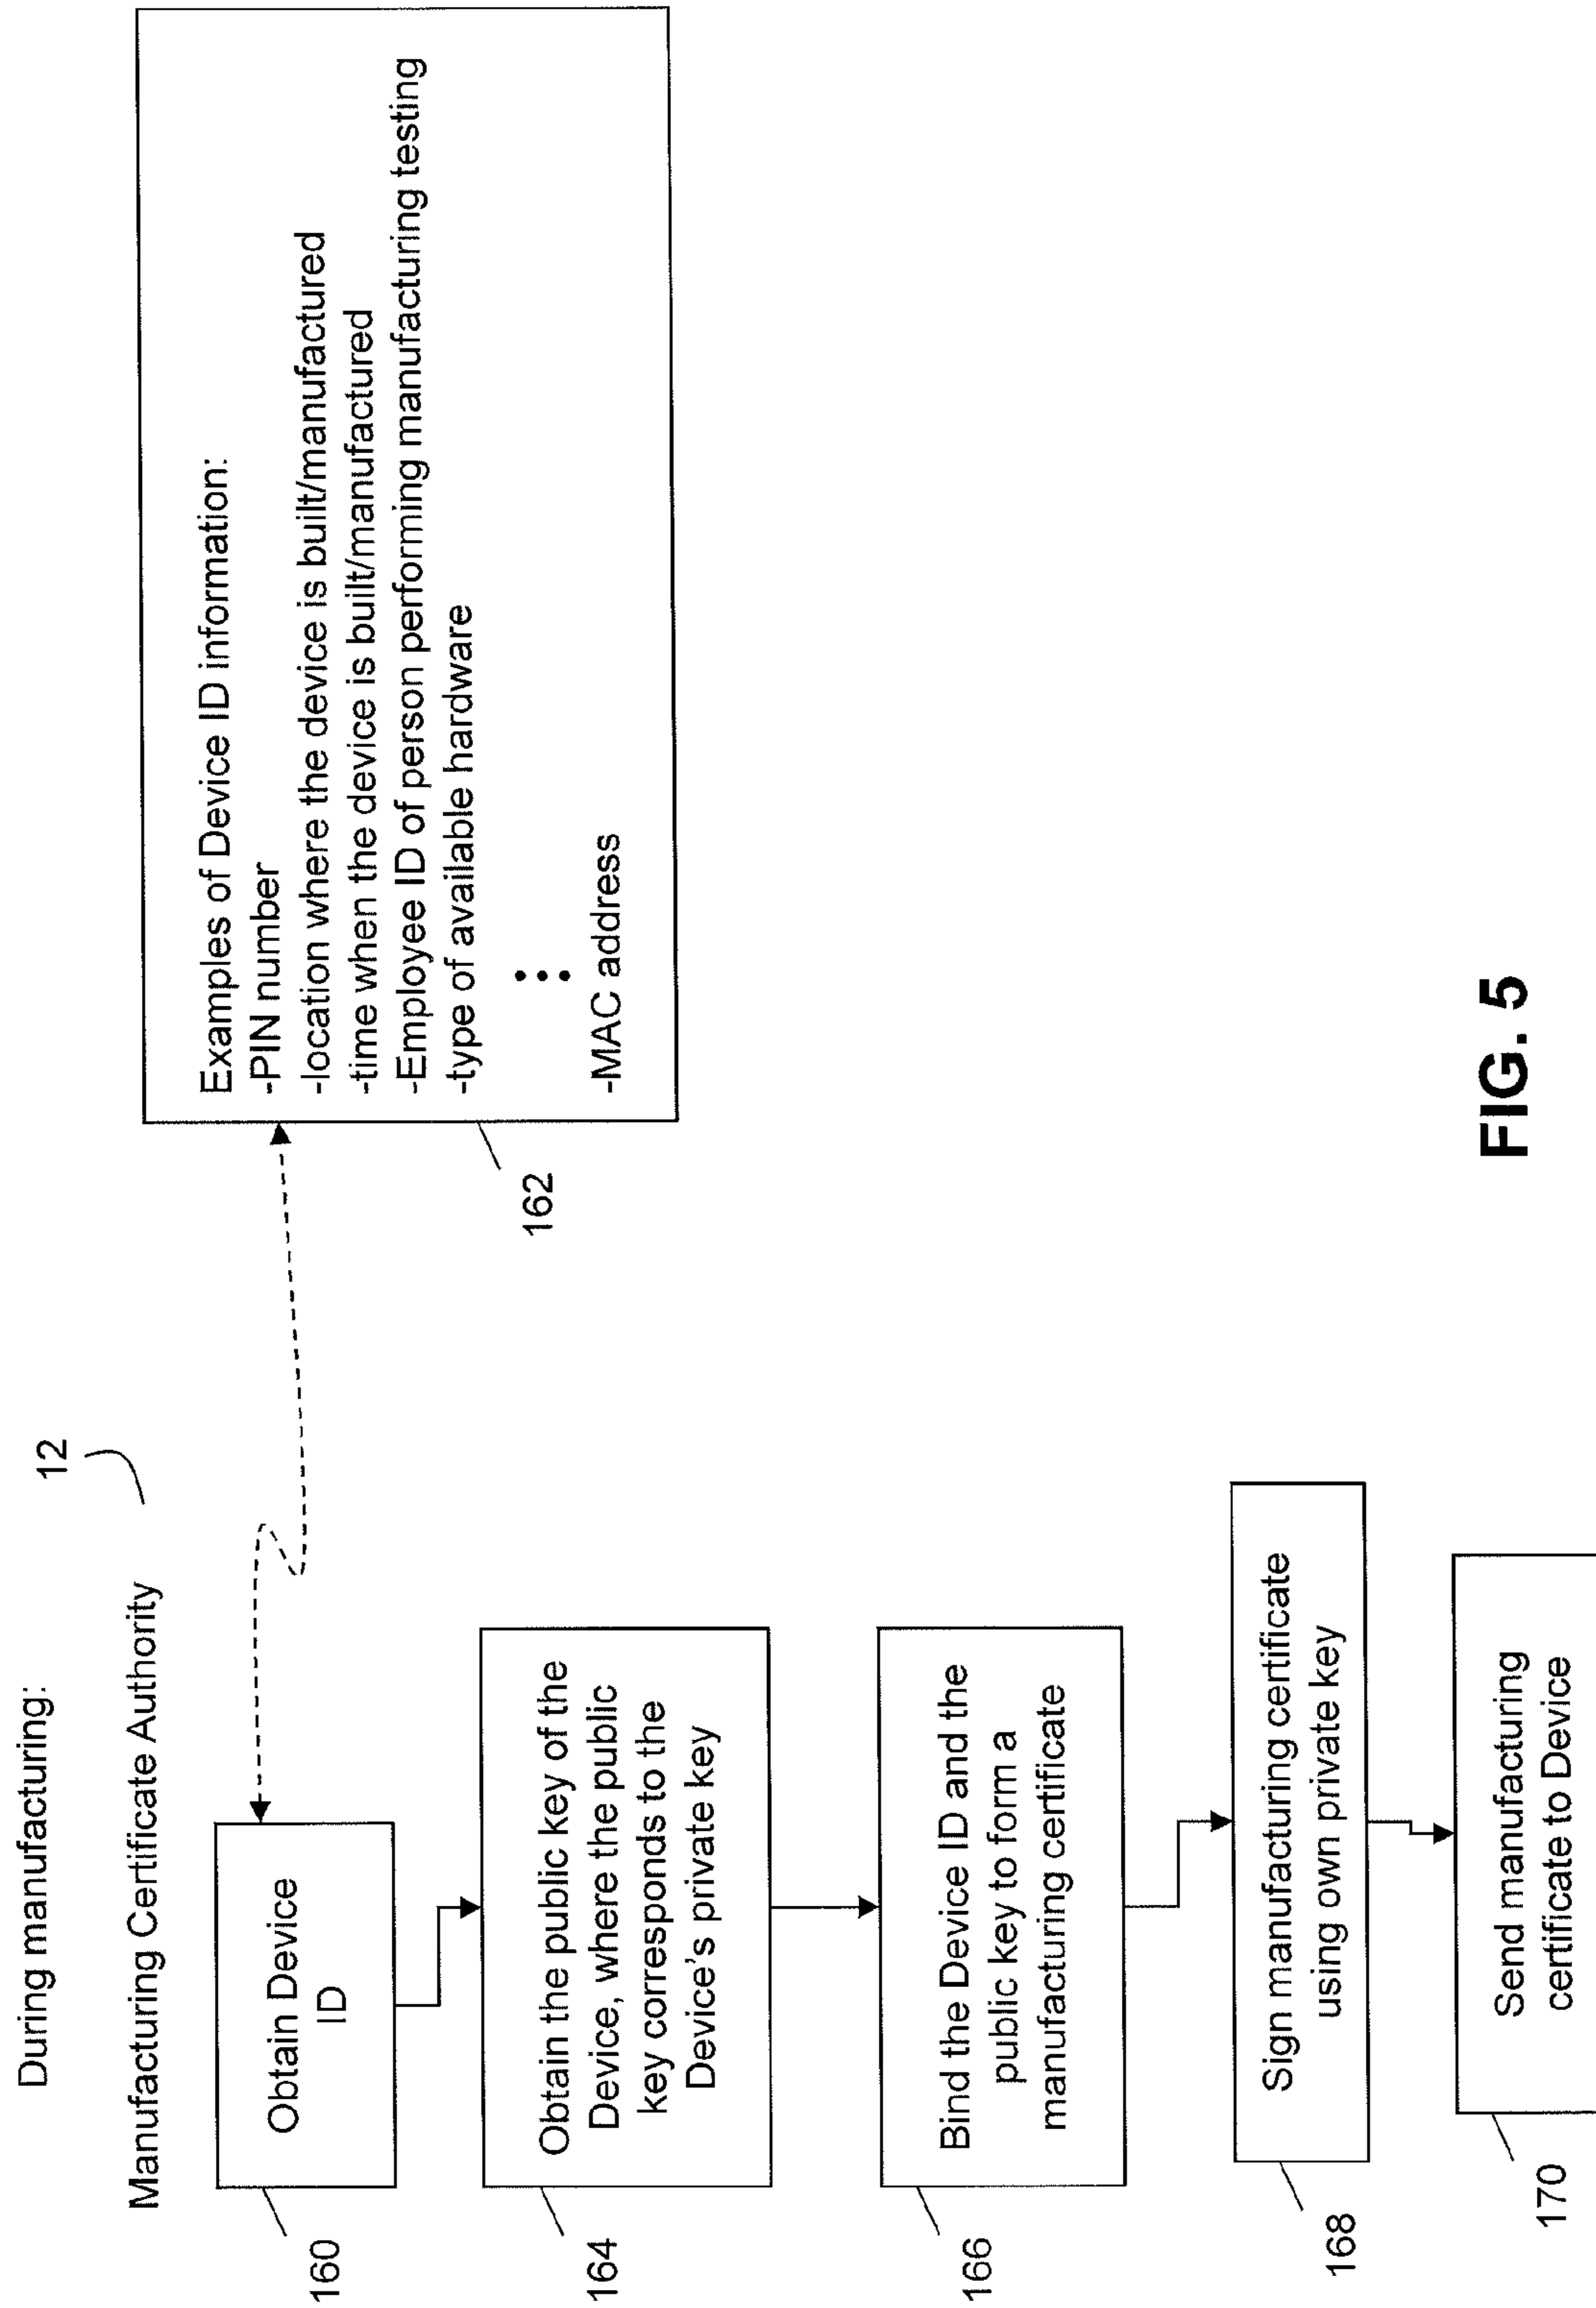 During manufacturing:
12
Manufacturing Certificate Authority
160
Obtain Device
ID
Examples of Device ID information:
-PIN number
-location where the device is built/manufactured
-time when the device is built/manufactured
-Employee ID of person performing manufacturing testing
-type of available hardware
-MAC address
162
164
Obtain the public key of the
Device, where the public
key corresponds to the
Device's private key
166
Bind the Device ID and the
public key to form a
manufacturing certificate
168
Sign manufacturing certificate
using own private key
170
Send manufacturing
certificate to Device
FIG. 5